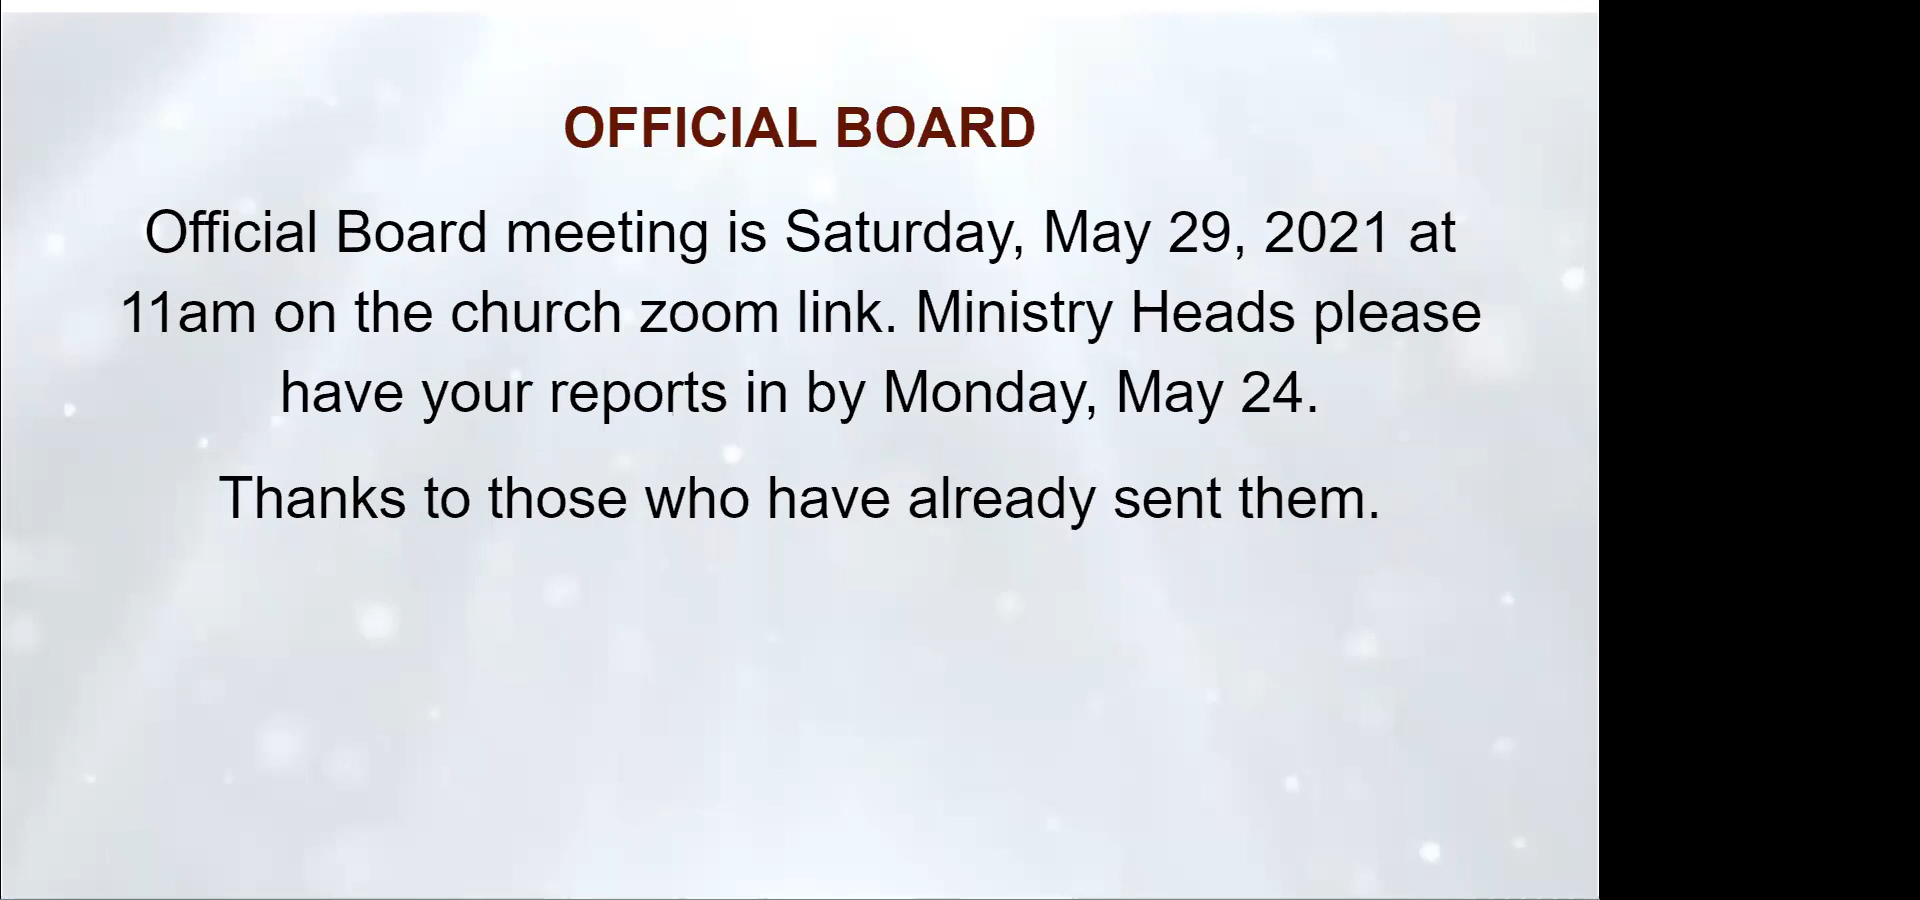 OFFICIAL BOARD
Official Board meeting is Saturday, May 29, 2021 at
11am on the church zoom link. Ministry Heads please
have your reports in by Monday, May 24.
Thanks to those who have already sent them.